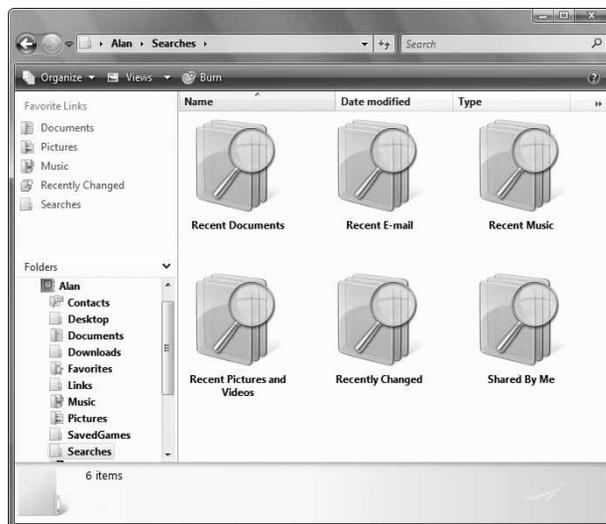 Alan Searches
Search
Organize Views Burn
Favorite Links
Documents
Pictures
Music
Recently Changed
Searches
Folders
Alan
Contacts
Desktop
Documents
Downloads
Favorites
Links
Music
Pictures
SavedGames
Searches
Name Date modified Type
Recent Documents Recent E-mail Recent Music
Recent Pictures and
Videos
Recently Changed Shared By Me
6 items